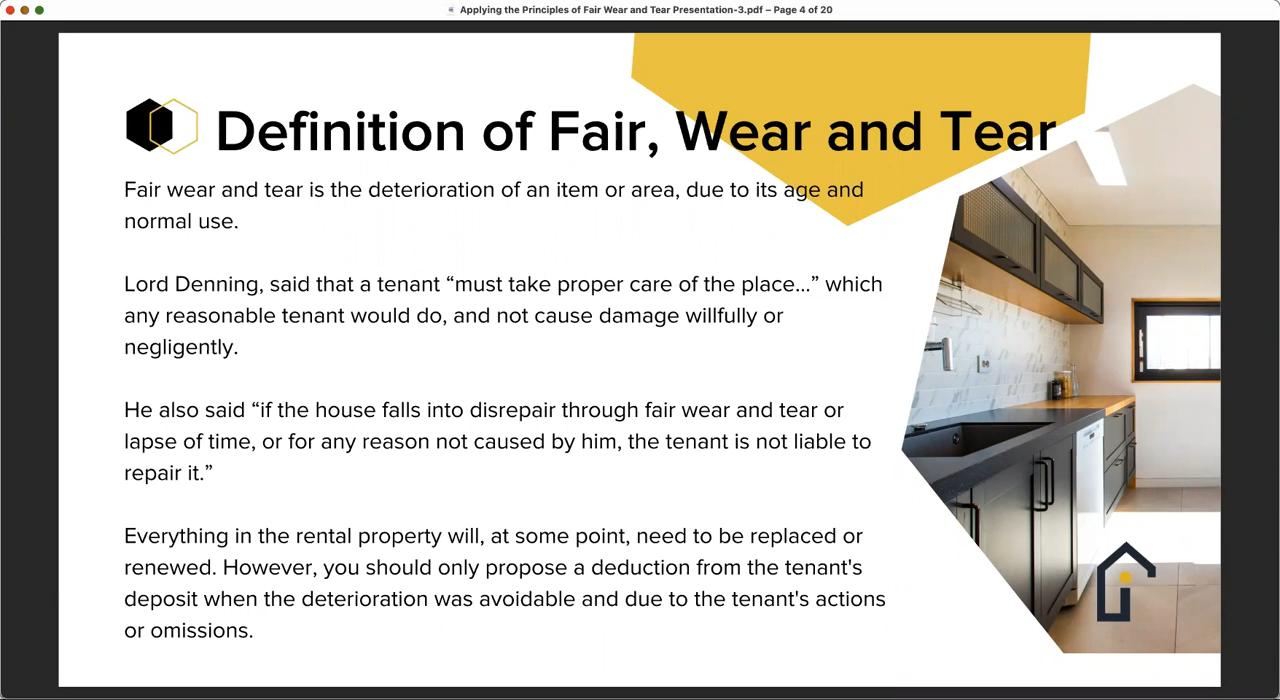 Applying the Principles of Fair Wear and Tear Presentation-3.pdf – Page 4 of 20
Definition of Fair, Wear and Tear
Fair wear and tear is the deterioration of an item or area, due to its age and
normal use.
Lord Denning, said that a tenant “must take proper care of the place...” which
any reasonable tenant would do, and not cause damage willfully or
negligently.
He also said “if the house falls into disrepair through fair wear and tear or
lapse of time, or for any reason not caused by him, the tenant is not liable to
repair it.”
Everything in the rental property will, at some point, need to be replaced or
renewed. However, you should only propose a deduction from the tenant's
deposit when the deterioration was avoidable and due to the tenant's actions
or omissions.